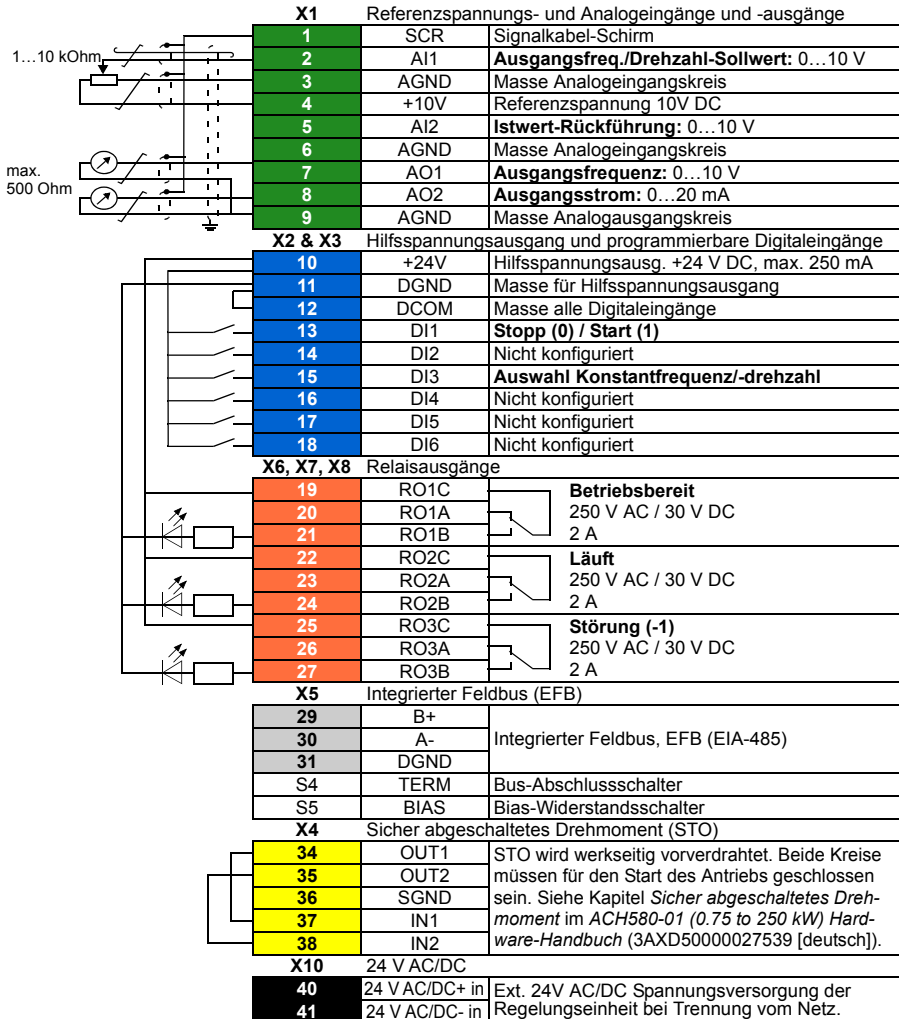 X1 Referenzspannungs- und Analogeingänge und -ausgänge
1 SCR Signalkabel-Schirm
1…10 kOhm
2 AI1 Ausgangsfreq./Drehzahl-Sollwert: 0…10 V
3 AGND Masse Analogeingangskreis
4 +10V Referenzspannung 10V DC
5 AI2 Istwert-Rückführung: 0…10 V
6 AGND Masse Analogeingangskreis
max.
500 Ohm
7 AO1 Ausgangsfrequenz: 0…10 V
8 AO2 Ausgangsstrom: 0…20 mA
9 AGND Masse Analogausgangskreis
X2 & X3 Hilfsspannungsausgang und programmierbare Digitaleingänge
10 +24V Hilfsspannungsausg. +24 V DC, max. 250 mA
11 DGND Masse für Hilfsspannungsausgang
12 DCOM Masse alle Digitaleingänge
13 DI1 Stopp (0) / Start (1)
14 DI2 Nicht konfiguriert
15 DI3 Auswahl Konstantfrequenz/-drehzahl
16 DI4 Nicht konfiguriert
17 DI5 Nicht konfiguriert
18 DI6 Nicht konfiguriert
X6, X7, X8 Relaisausgänge
19 RO1C Betriebsbereit
20 RO1A 250 V AC / 30 V DC
21 RO1B 2 A
22 RO2C Läuft
23 RO2A 250 V AC / 30 V DC
24 RO2B 2 A
25 RO3C Störung (-1)
26 RO3A 250 V AC / 30 V DC
27 RO3B 2 A
X5 Integrierter Feldbus (EFB)
29 B+
30 A- Integrierter Feldbus, EFB (EIA-485)
31 DGND
S4 TERM Bus-Abschlussschalter
S5 BIAS Bias-Widerstandsschalter
X4 Sicher abgeschaltetes Drehmoment (STO)
34 OUT1 STO wird werkseitig vorverdrahtet. Beide Kreise
35 OUT2 müssen für den Start des Antriebs geschlossen
36 SGND sein. Siehe Kapitel Sicher abgeschaltetes Dreh-
37 IN1 moment im ACH580-01 (0.75 to 250 kW) Hard-
38 IN2 ware-Handbuch (3AXD50000027539 [deutsch]).
X10 24 V AC/DC
40 24 V AC/DC+ in Ext. 24V AC/DC Spannungsversorgung der
41 24 V AC/DC- in Regelungseinheit bei Trennung vom Netz.